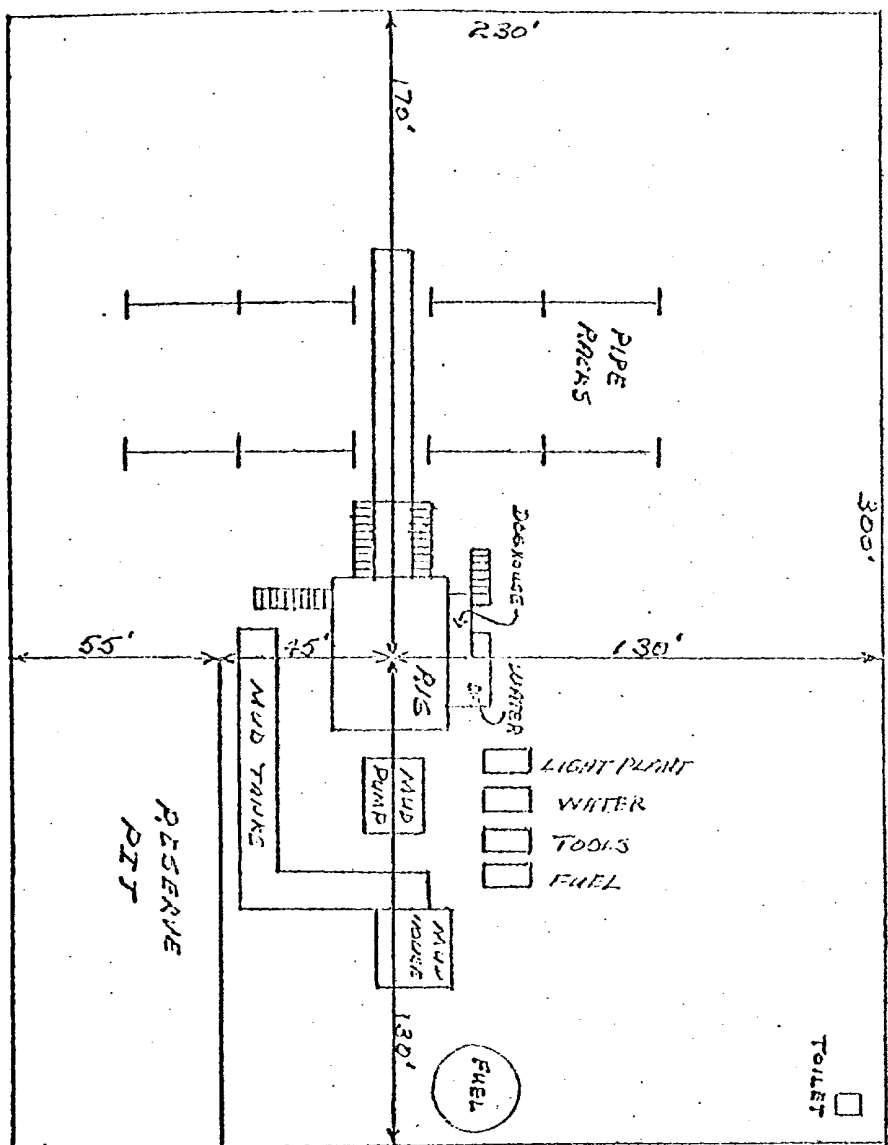 230'
170'
PIPE
RACKS
300'
DOGHOUSE
55'
45'
130'
RIG
WATER
MUD TANKS
MUD
PUMP
LIGHT PLANT
WATER
TOOLS
FUEL
RESERVE
PIT
MUD
HOUSE
130'
FUEL
TOILET